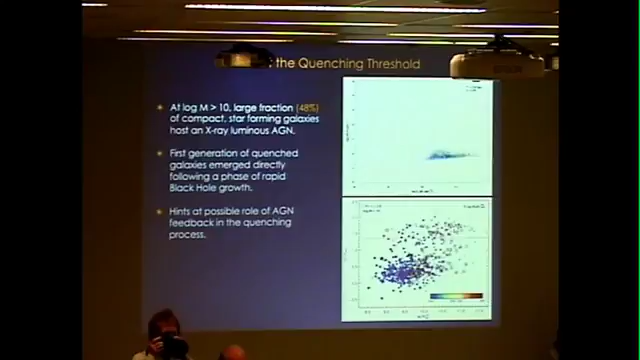 the Quenching Threshold
At log M > 10, large fraction (48%)
of compact, star forming galaxies
host an X-ray luminous AGN.
First generation of quenched
galaxies emerged directly
following a phase of rapid
Black Hole growth.
Hints at possible role of AGN
feedback in the quenching
process.